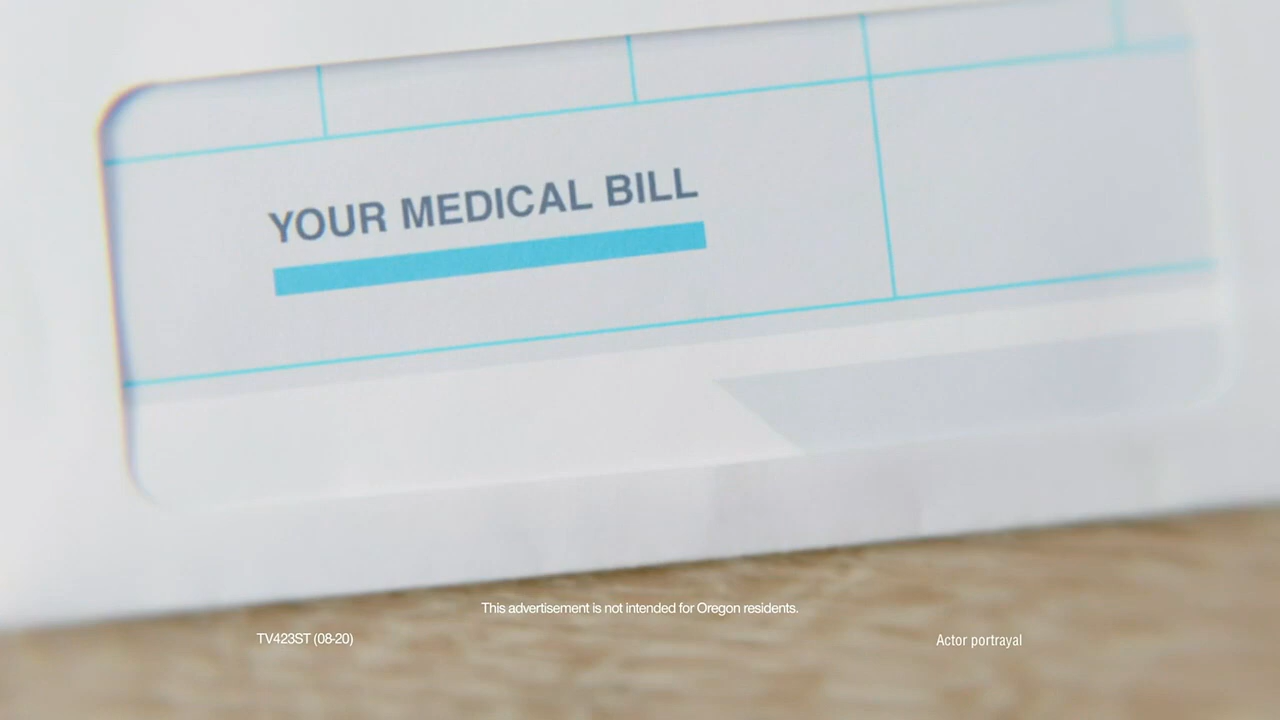 YOUR MEDICAL BILL
This advertisement is not intended for Oregon residents.
TV423ST (08-20)
Actor portrayal